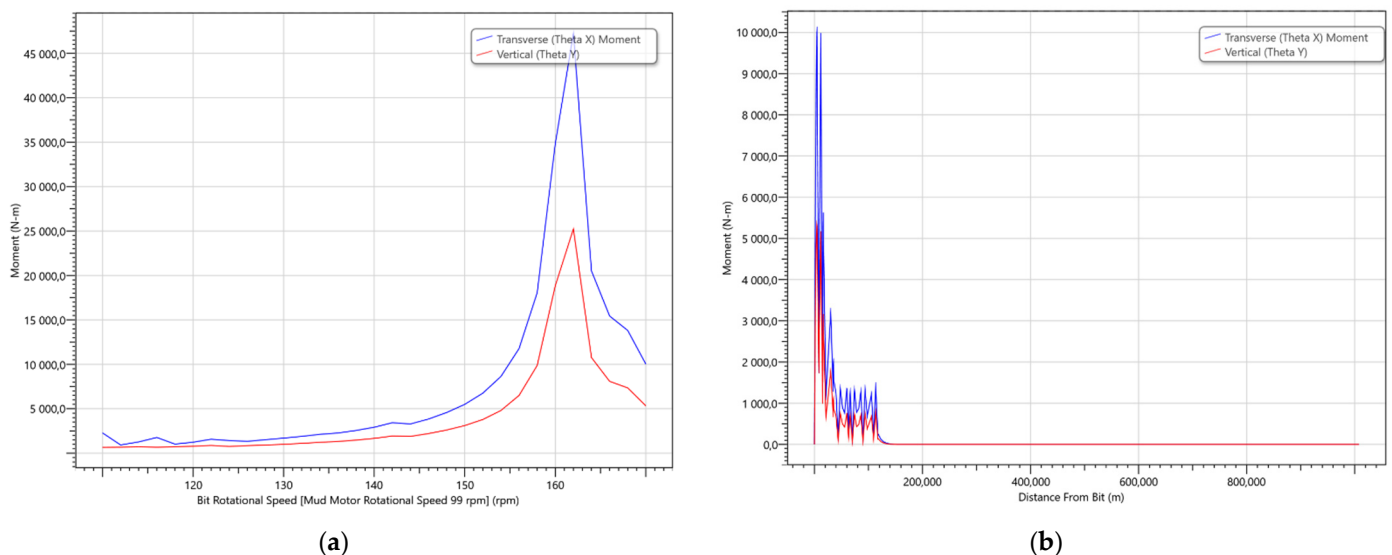 Transverse (Theta X) Moment
Vertical (Theta Y)
45 000,0
40 000,0
35 000,0
30 000,0
25 000,0
20 000,0
15 000,0
10 000,0
5 000,0
Moment (N-m)
120
130
140
150
160
Bit Rotational Speed [Mud Motor Rotational Speed 99 rpm] (rpm)
(a)
Transverse (Theta X) Moment
Vertical (Theta Y)
10 000,0
9 000,0
8 000,0
7 000,0
6 000,0
5 000,0
4 000,0
3 000,0
2 000,0
1 000,0
0,0
Moment (N-m)
200,000
400,000
600,000
800,000
Distance From Bit (m)
(b)